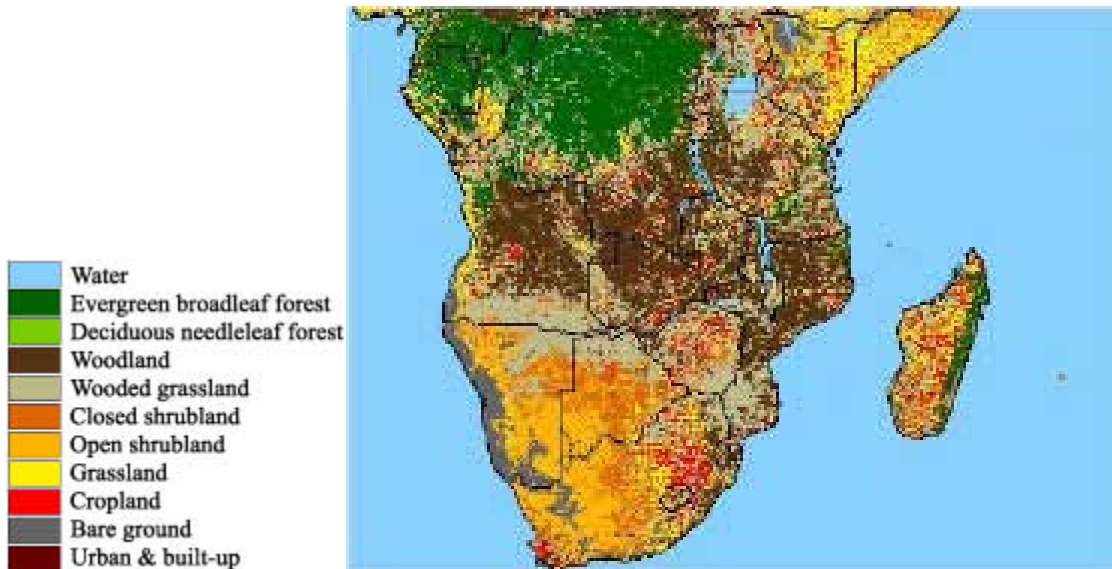 Water
Evergreen broadleaf forest
Deciduous needleleaf forest
Woodland
Wooded grassland
Closed shrubland
Open shrubland
Grassland
Cropland
Bare ground
Urban & built-up